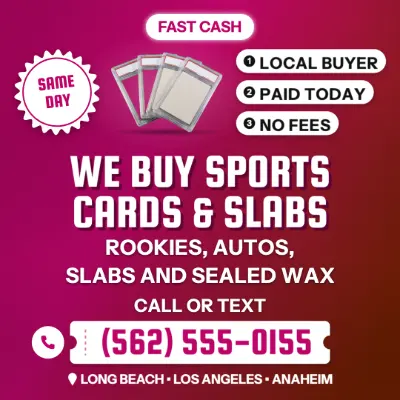 FAST CASH
SAME
DAY
1 LOCAL BUYER
2 PAID TODAY
3 NO FEES
WE BUY SPORTS
CARDS & SLABS
ROOKIES, AUTOS,
SLABS AND SEALED WAX
CALL OR TEXT
(562) 555-0155
LONG BEACH • LOS ANGELES • ANAHEIM